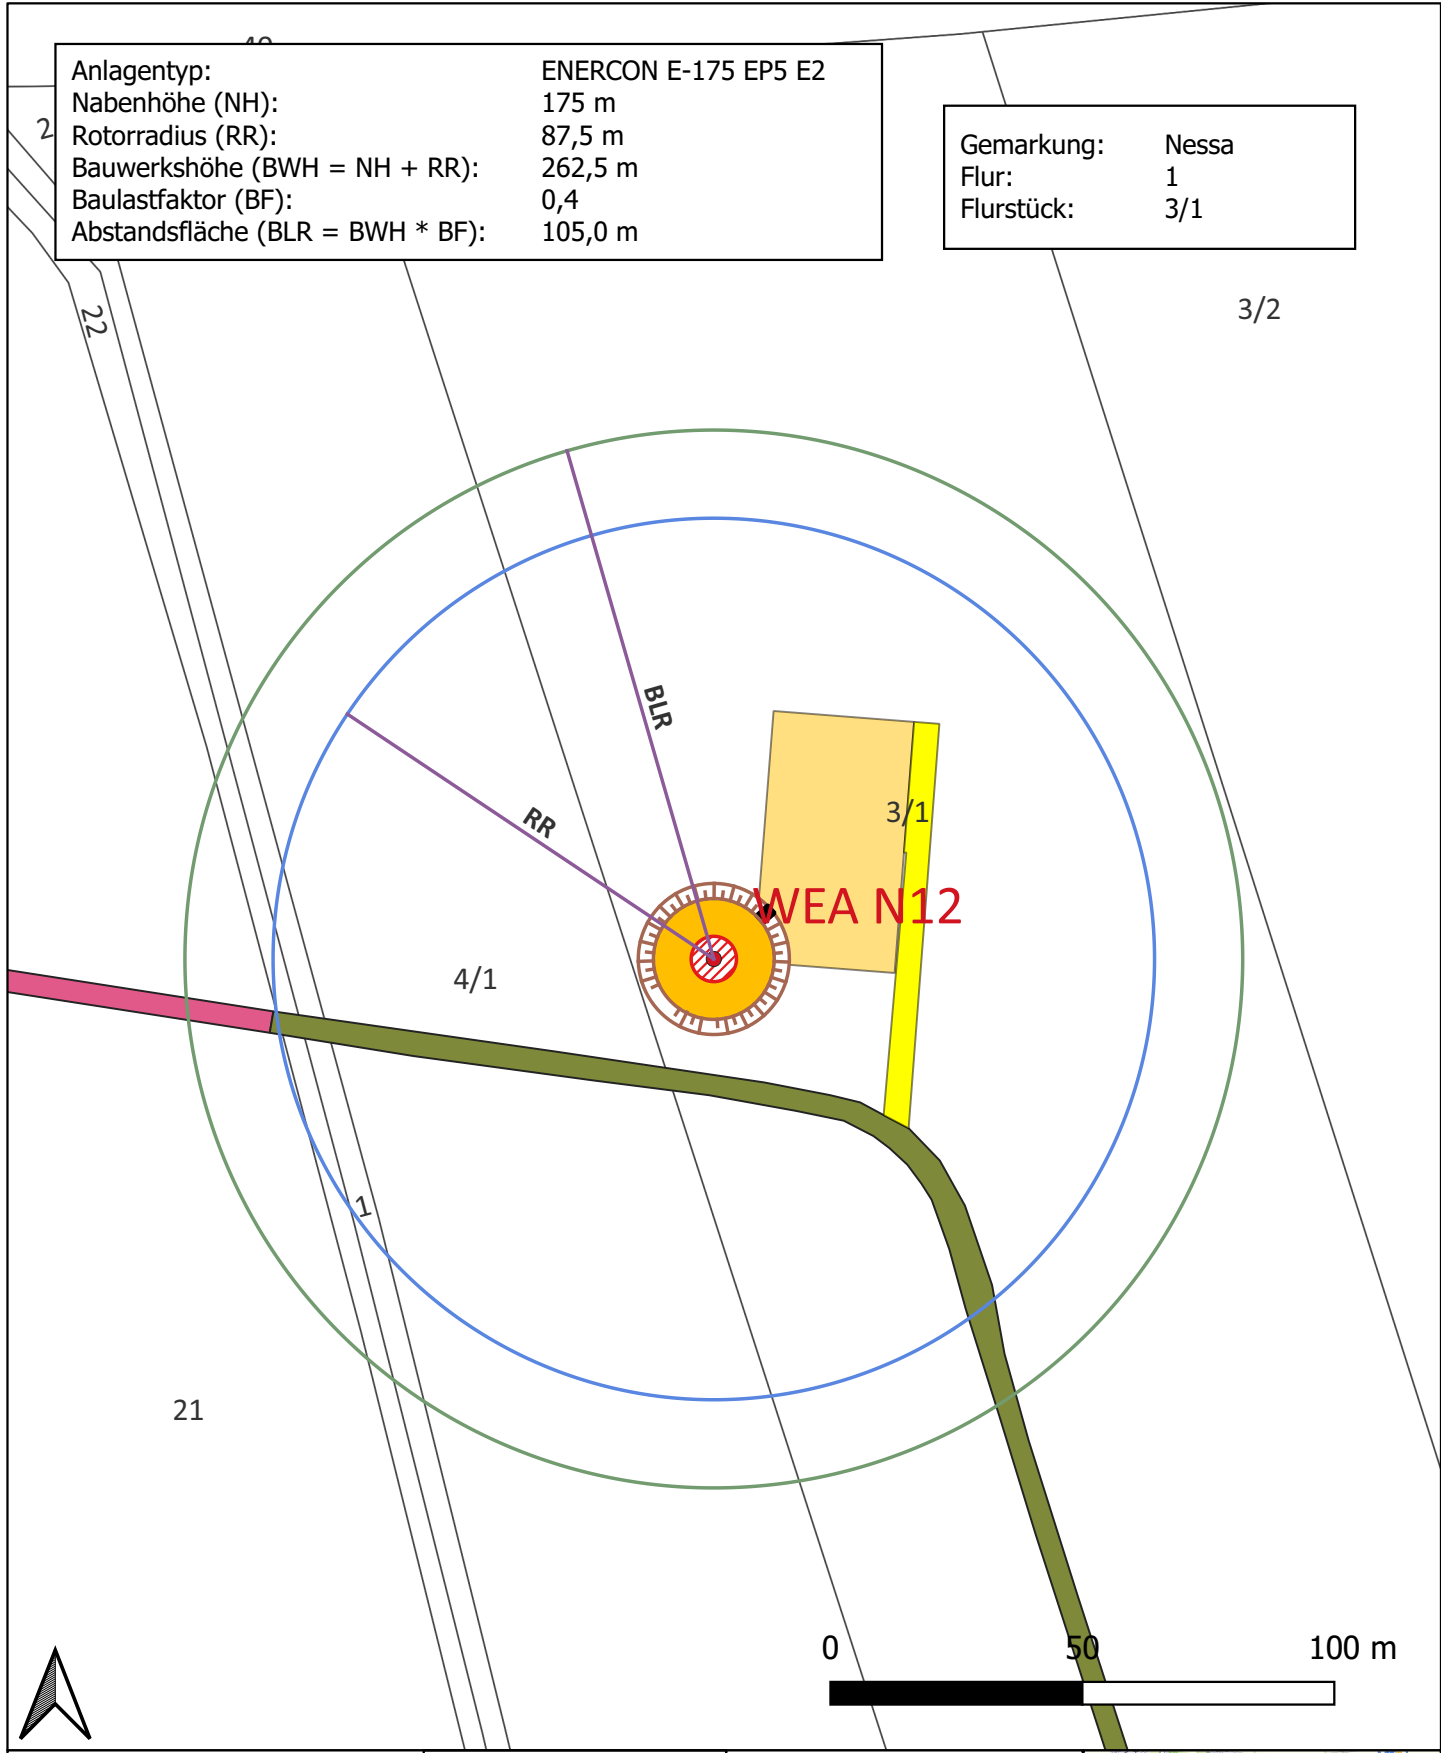 Anlagentyp: ENERCON E-175 EP5 E2
Nabenhöhe (NH): 175 m
Rotorradius (RR): 87,5 m
Bauwerkshöhe (BWH = NH + RR): 262,5 m
Baulastfaktor (BF): 0,4
Abstandsfläche (BLR = BWH * BF): 105,0 m
Gemarkung: Nessa
Flur: 1
Flurstück: 3/1
2
22
3/2
BLR
RR
3/1
WEA N12
4/1
1
21
0 50 100 m